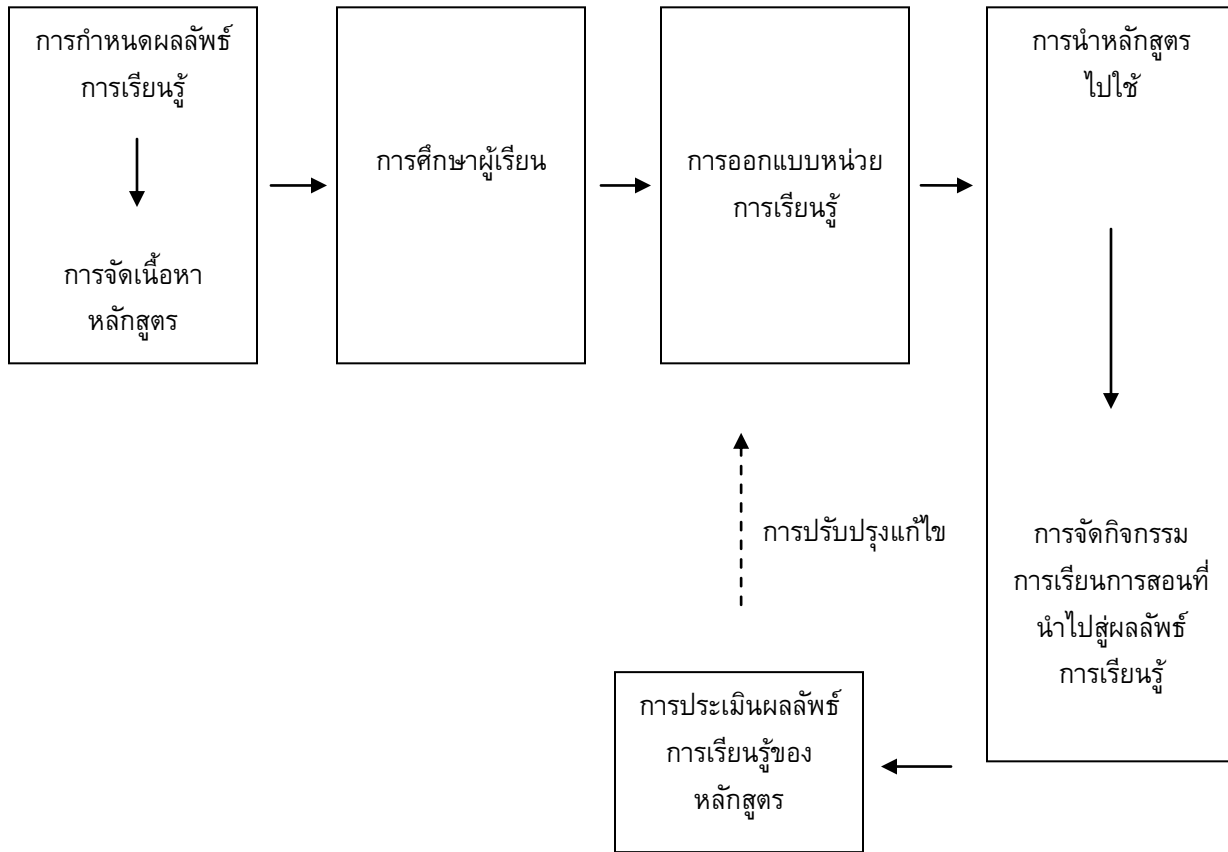 การกำหนดผลลัพธ์
การเรียนรู้
การจัดเนื้อหา
หลักสูตร
การศึกษาผู้เรียน
การออกแบบหน่วย
การเรียนรู้
การนำหลักสูตร
ไปใช้
การจัดกิจกรรม
การเรียนการสอนที่
นำไปสู่ผลลัพธ์
การเรียนรู้
การประเมินผลลัพธ์
การเรียนรู้ของ
หลักสูตร
การปรับปรุงแก้ไข